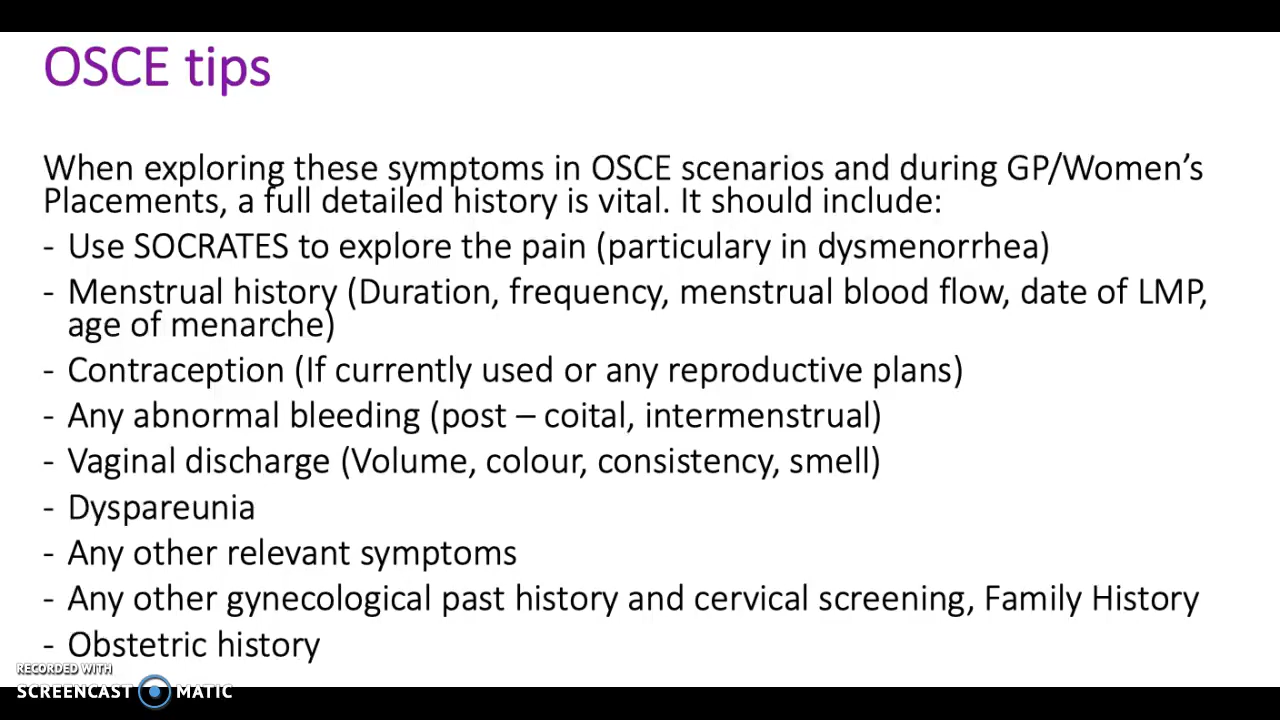 OSCE tips
When exploring these symptoms in OSCE scenarios and during GP/Women’s
Placements, a full detailed history is vital. It should include:
- Use SOCRATES to explore the pain (particulary in dysmenorrhea)
- Menstrual history (Duration, frequency, menstrual blood flow, date of LMP,
age of menarche)
- Contraception (If currently used or any reproductive plans)
- Any abnormal bleeding (post – coital, intermenstrual)
- Vaginal discharge (Volume, colour, consistency, smell)
- Dyspareunia
- Any other relevant symptoms
- Any other gynecological past history and cervical screening, Family History
- Obstetric history
RECORDED WITH
SCREENCAST MATIC